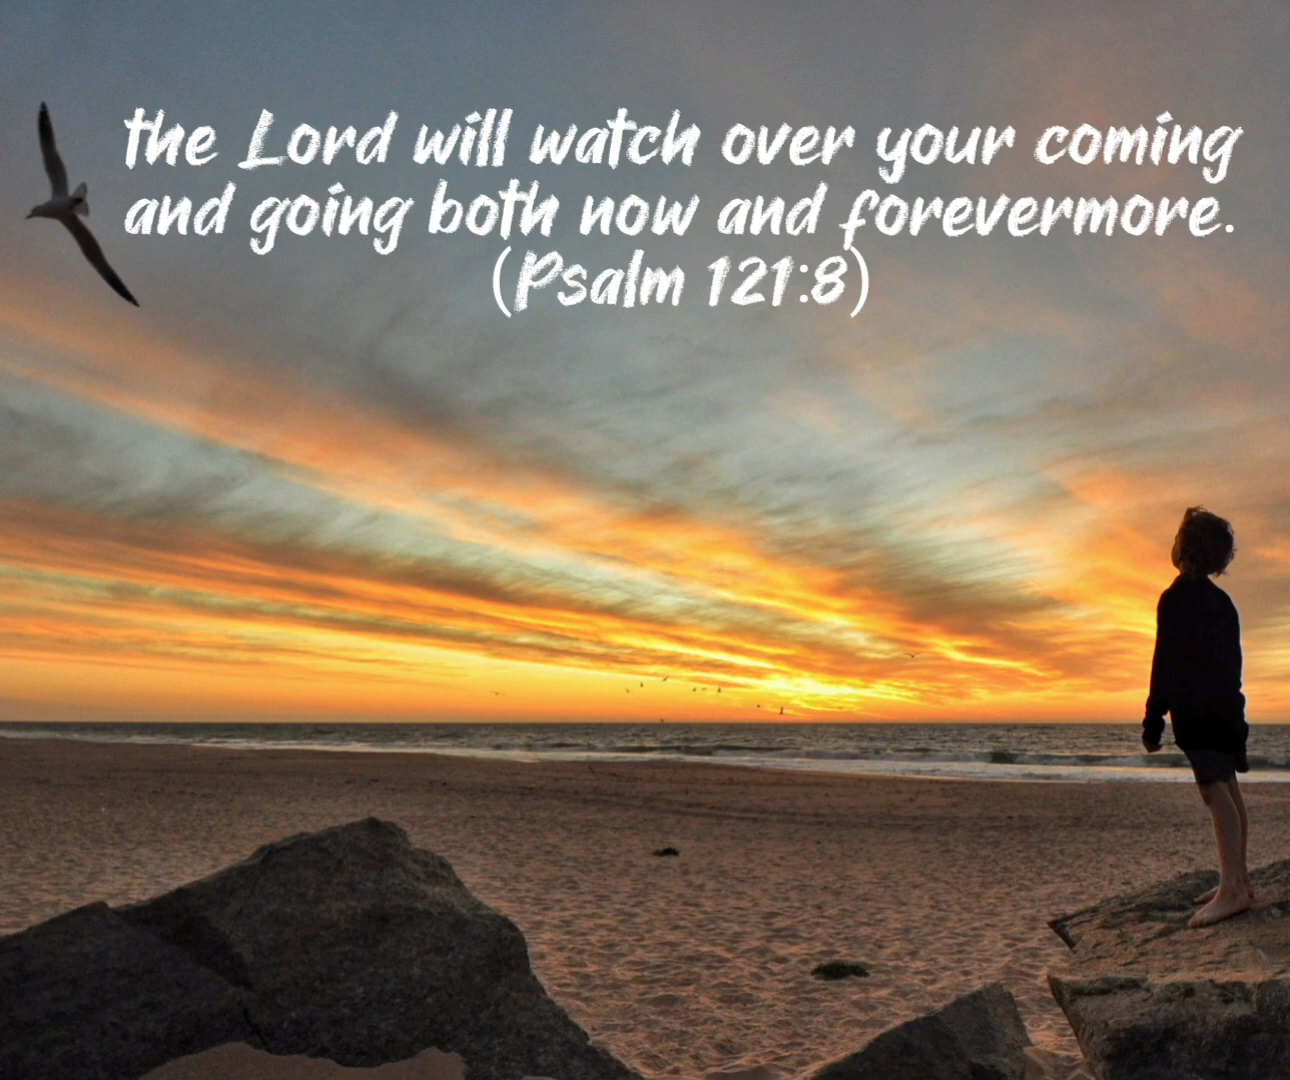 the Lord will watch over your coming
and going both now and forevermore.
(Psalm 121:8)